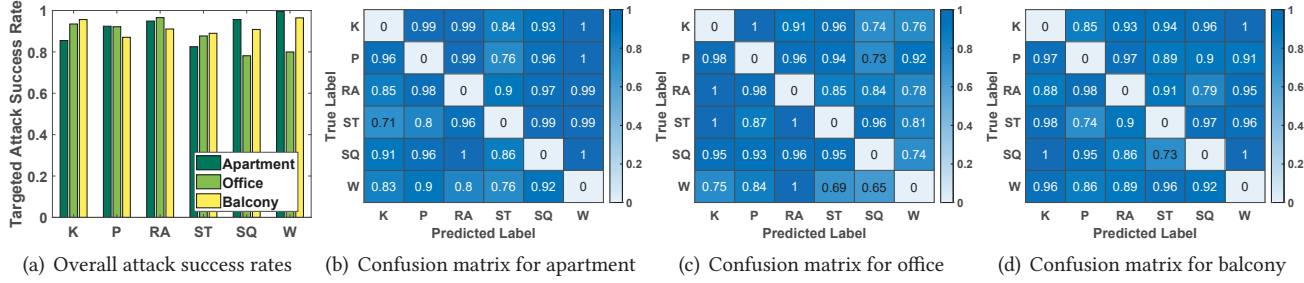 Targeted Attack Success Rate
1
0.8
0.6
0.4
0.2
0
Apartment
Office
Balcony
K P RA ST SQ W
(a) Overall attack success rates
True Label
K 0 0.99 0.99 0.84 0.93 1
P 0.96 0 0.99 0.76 0.96 1
RA 0.85 0.98 0 0.9 0.97 0.99
ST 0.71 0.8 0.96 0 0.99 0.99
SQ 0.91 0.96 1 0.86 0 1
W 0.83 0.9 0.8 0.76 0.92 0
K P RA ST SQ W
Predicted Label
1
0.8
0.6
0.4
0.2
0
(b) Confusion matrix for apartment
True Label
K 0 1 0.91 0.96 0.74 0.76
P 0.98 0 0.96 0.94 0.73 0.92
RA 1 0.98 0 0.85 0.84 0.78
ST 1 0.87 1 0 0.96 0.81
SQ 0.95 0.93 0.96 0.95 0 0.74
W 0.75 0.84 1 0.69 0.65 0
K P RA ST SQ W
Predicted Label
1
0.8
0.6
0.4
0.2
0
(c) Confusion matrix for office
True Label
K 0 0.85 0.93 0.94 0.94 1
P 0.97 0 0.97 0.89 0.9 0.91
RA 0.88 0.98 0 0.91 0.79 0.95
ST 0.98 0.74 0.9 0 0.97 0.96
SQ 1 0.95 0.86 0.73 0 1
W 0.96 0.86 0.89 0.96 0.92 0
K P RA ST SQ W
Predicted Label
1
0.8
0.6
0.4
0.2
0
(d) Confusion matrix for balcony